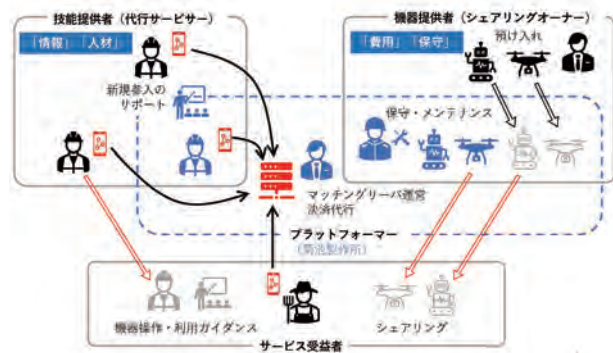 技能提供者（代行サービサー）
「情報」「人材」
新規参入の
サポート
機器提供者（シェアリングオーナー）
「費用」「保守」
預け入れ
保守・メンテナンス
マッチングサーバ運営
決済代行
プラットフォーマー
（菊池製作所）
機器操作・利用ガイダンス
シェアリング
サービス受益者